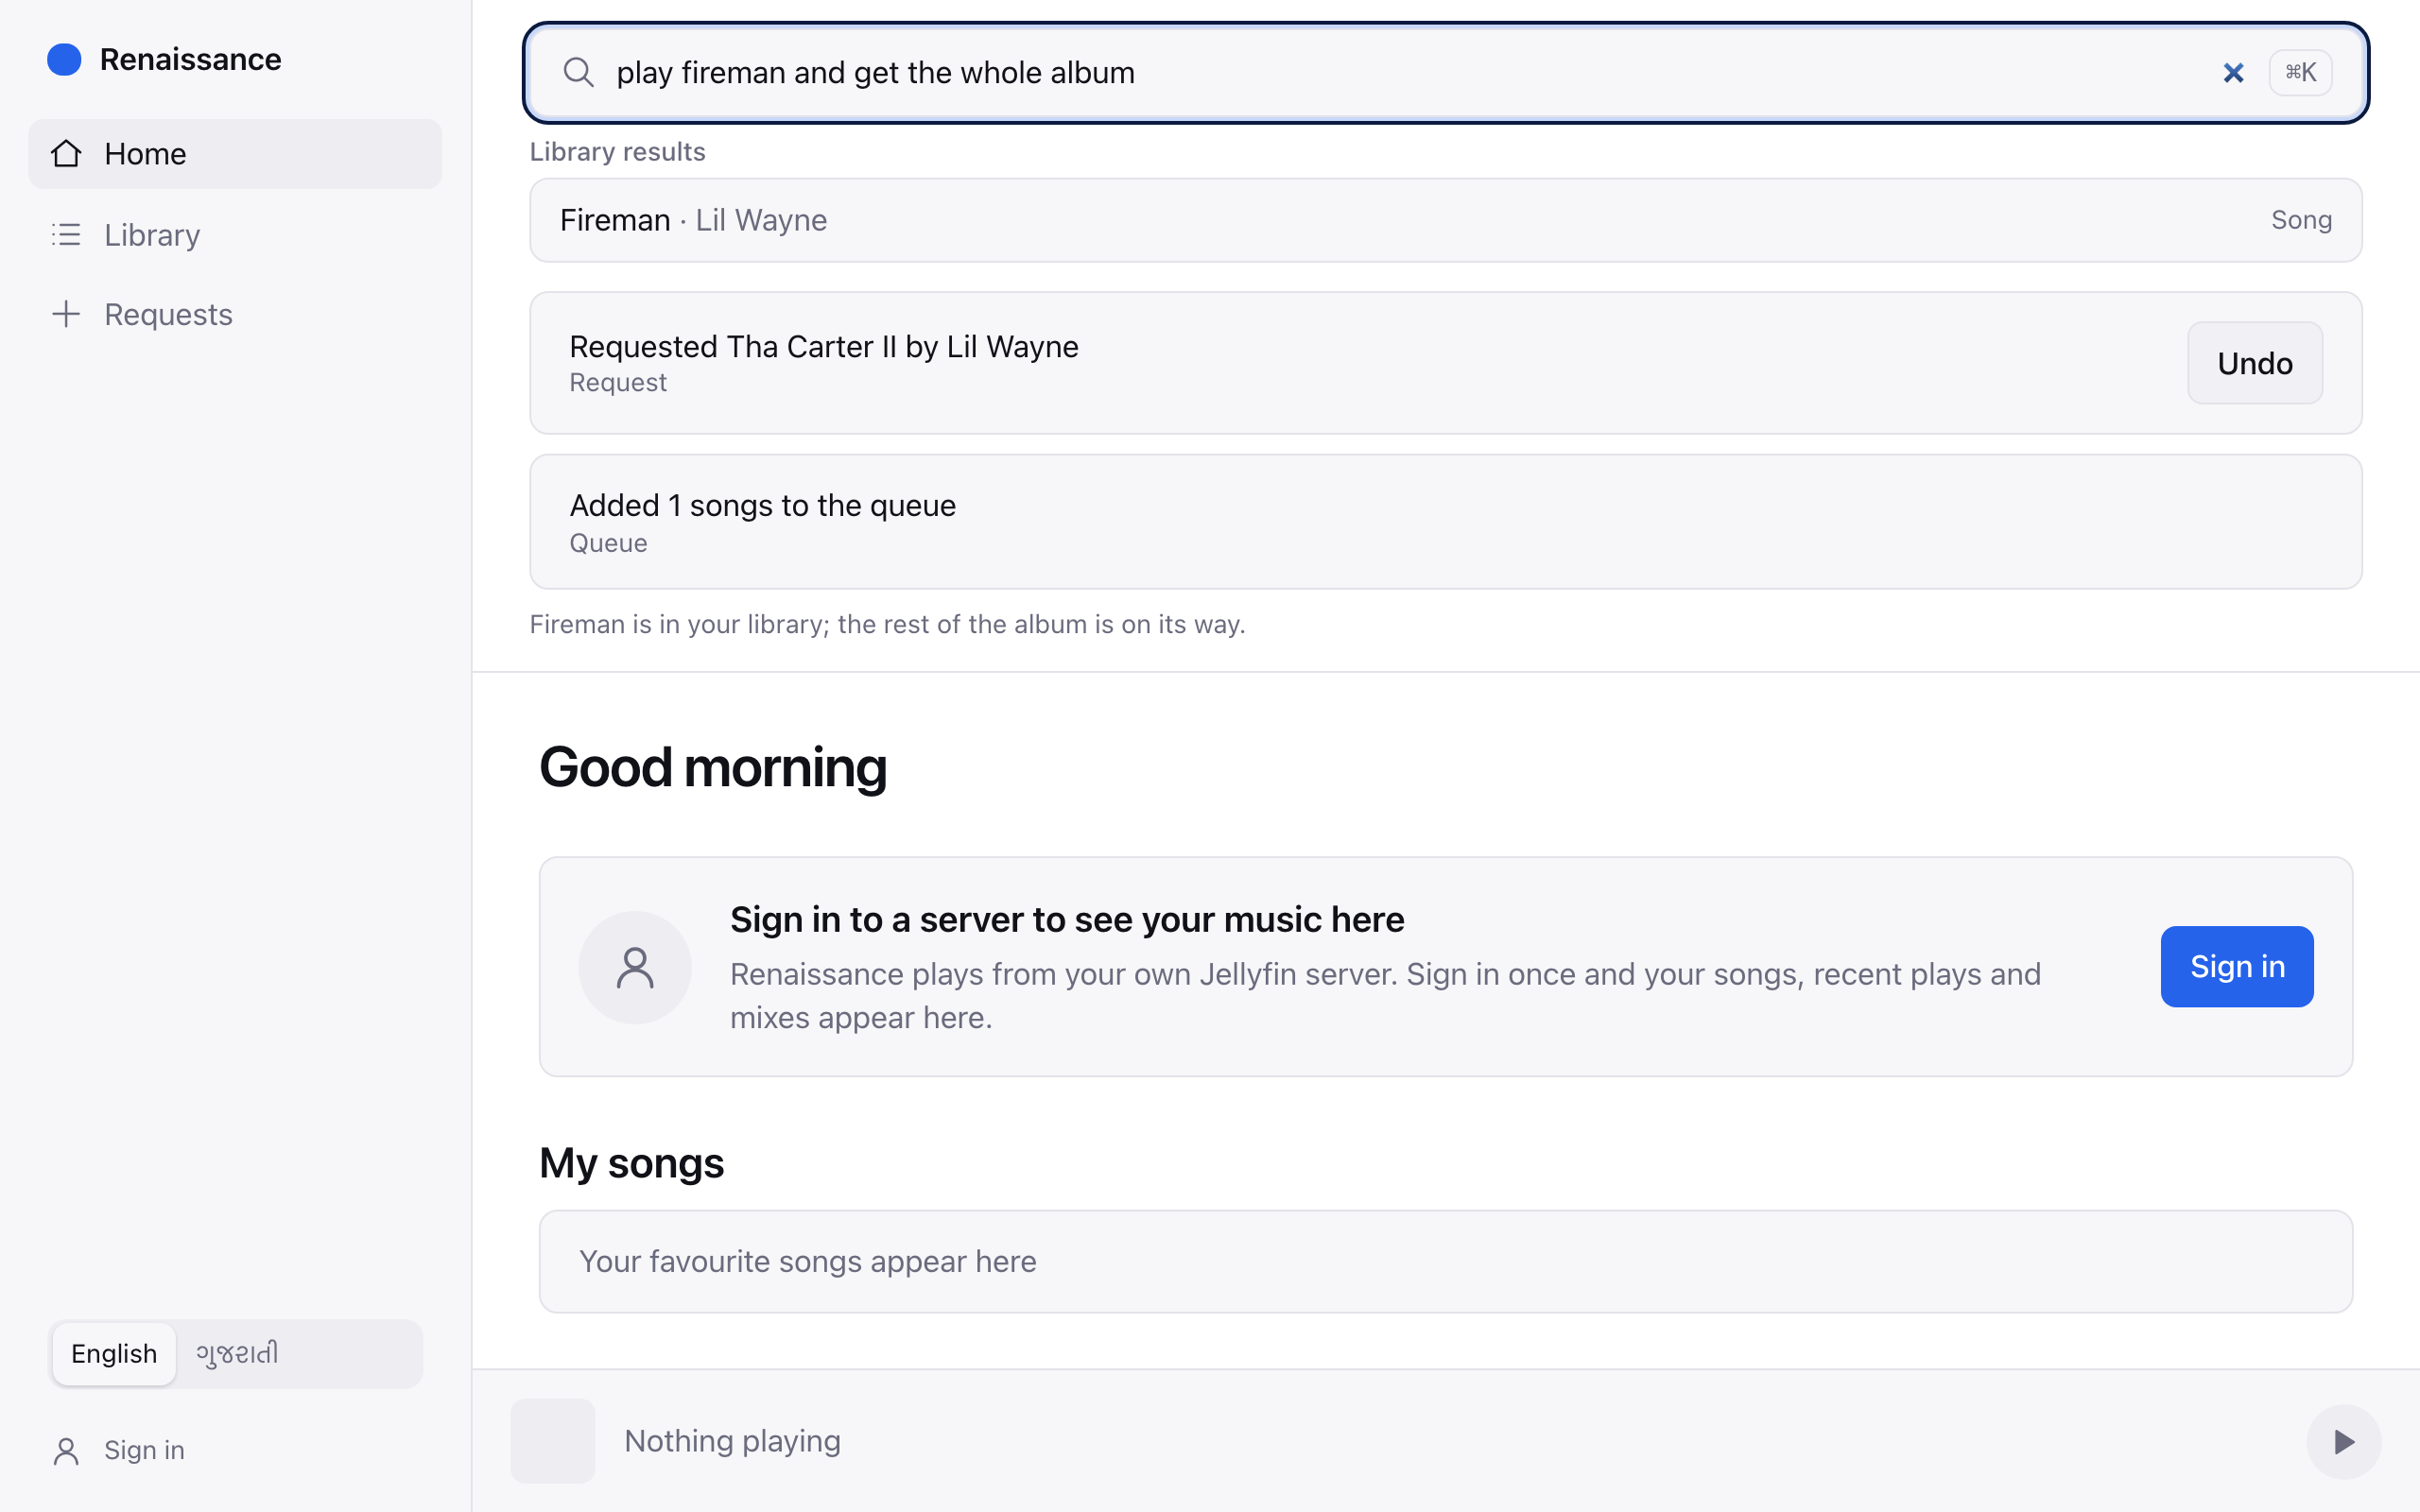 Renaissance
Home
Library
Requests
English
ગુજરાતી
Sign in
play fireman and get the whole album
⌘K
Library results
Fireman · Lil Wayne
Song
Requested Tha Carter II by Lil Wayne
Request
Undo
Added 1 songs to the queue
Queue
Fireman is in your library; the rest of the album is on its way.
Good morning
Sign in to a server to see your music here
Renaissance plays from your own Jellyfin server. Sign in once and your songs, recent plays and
mixes appear here.
Sign in
My songs
Your favourite songs appear here
Nothing playing